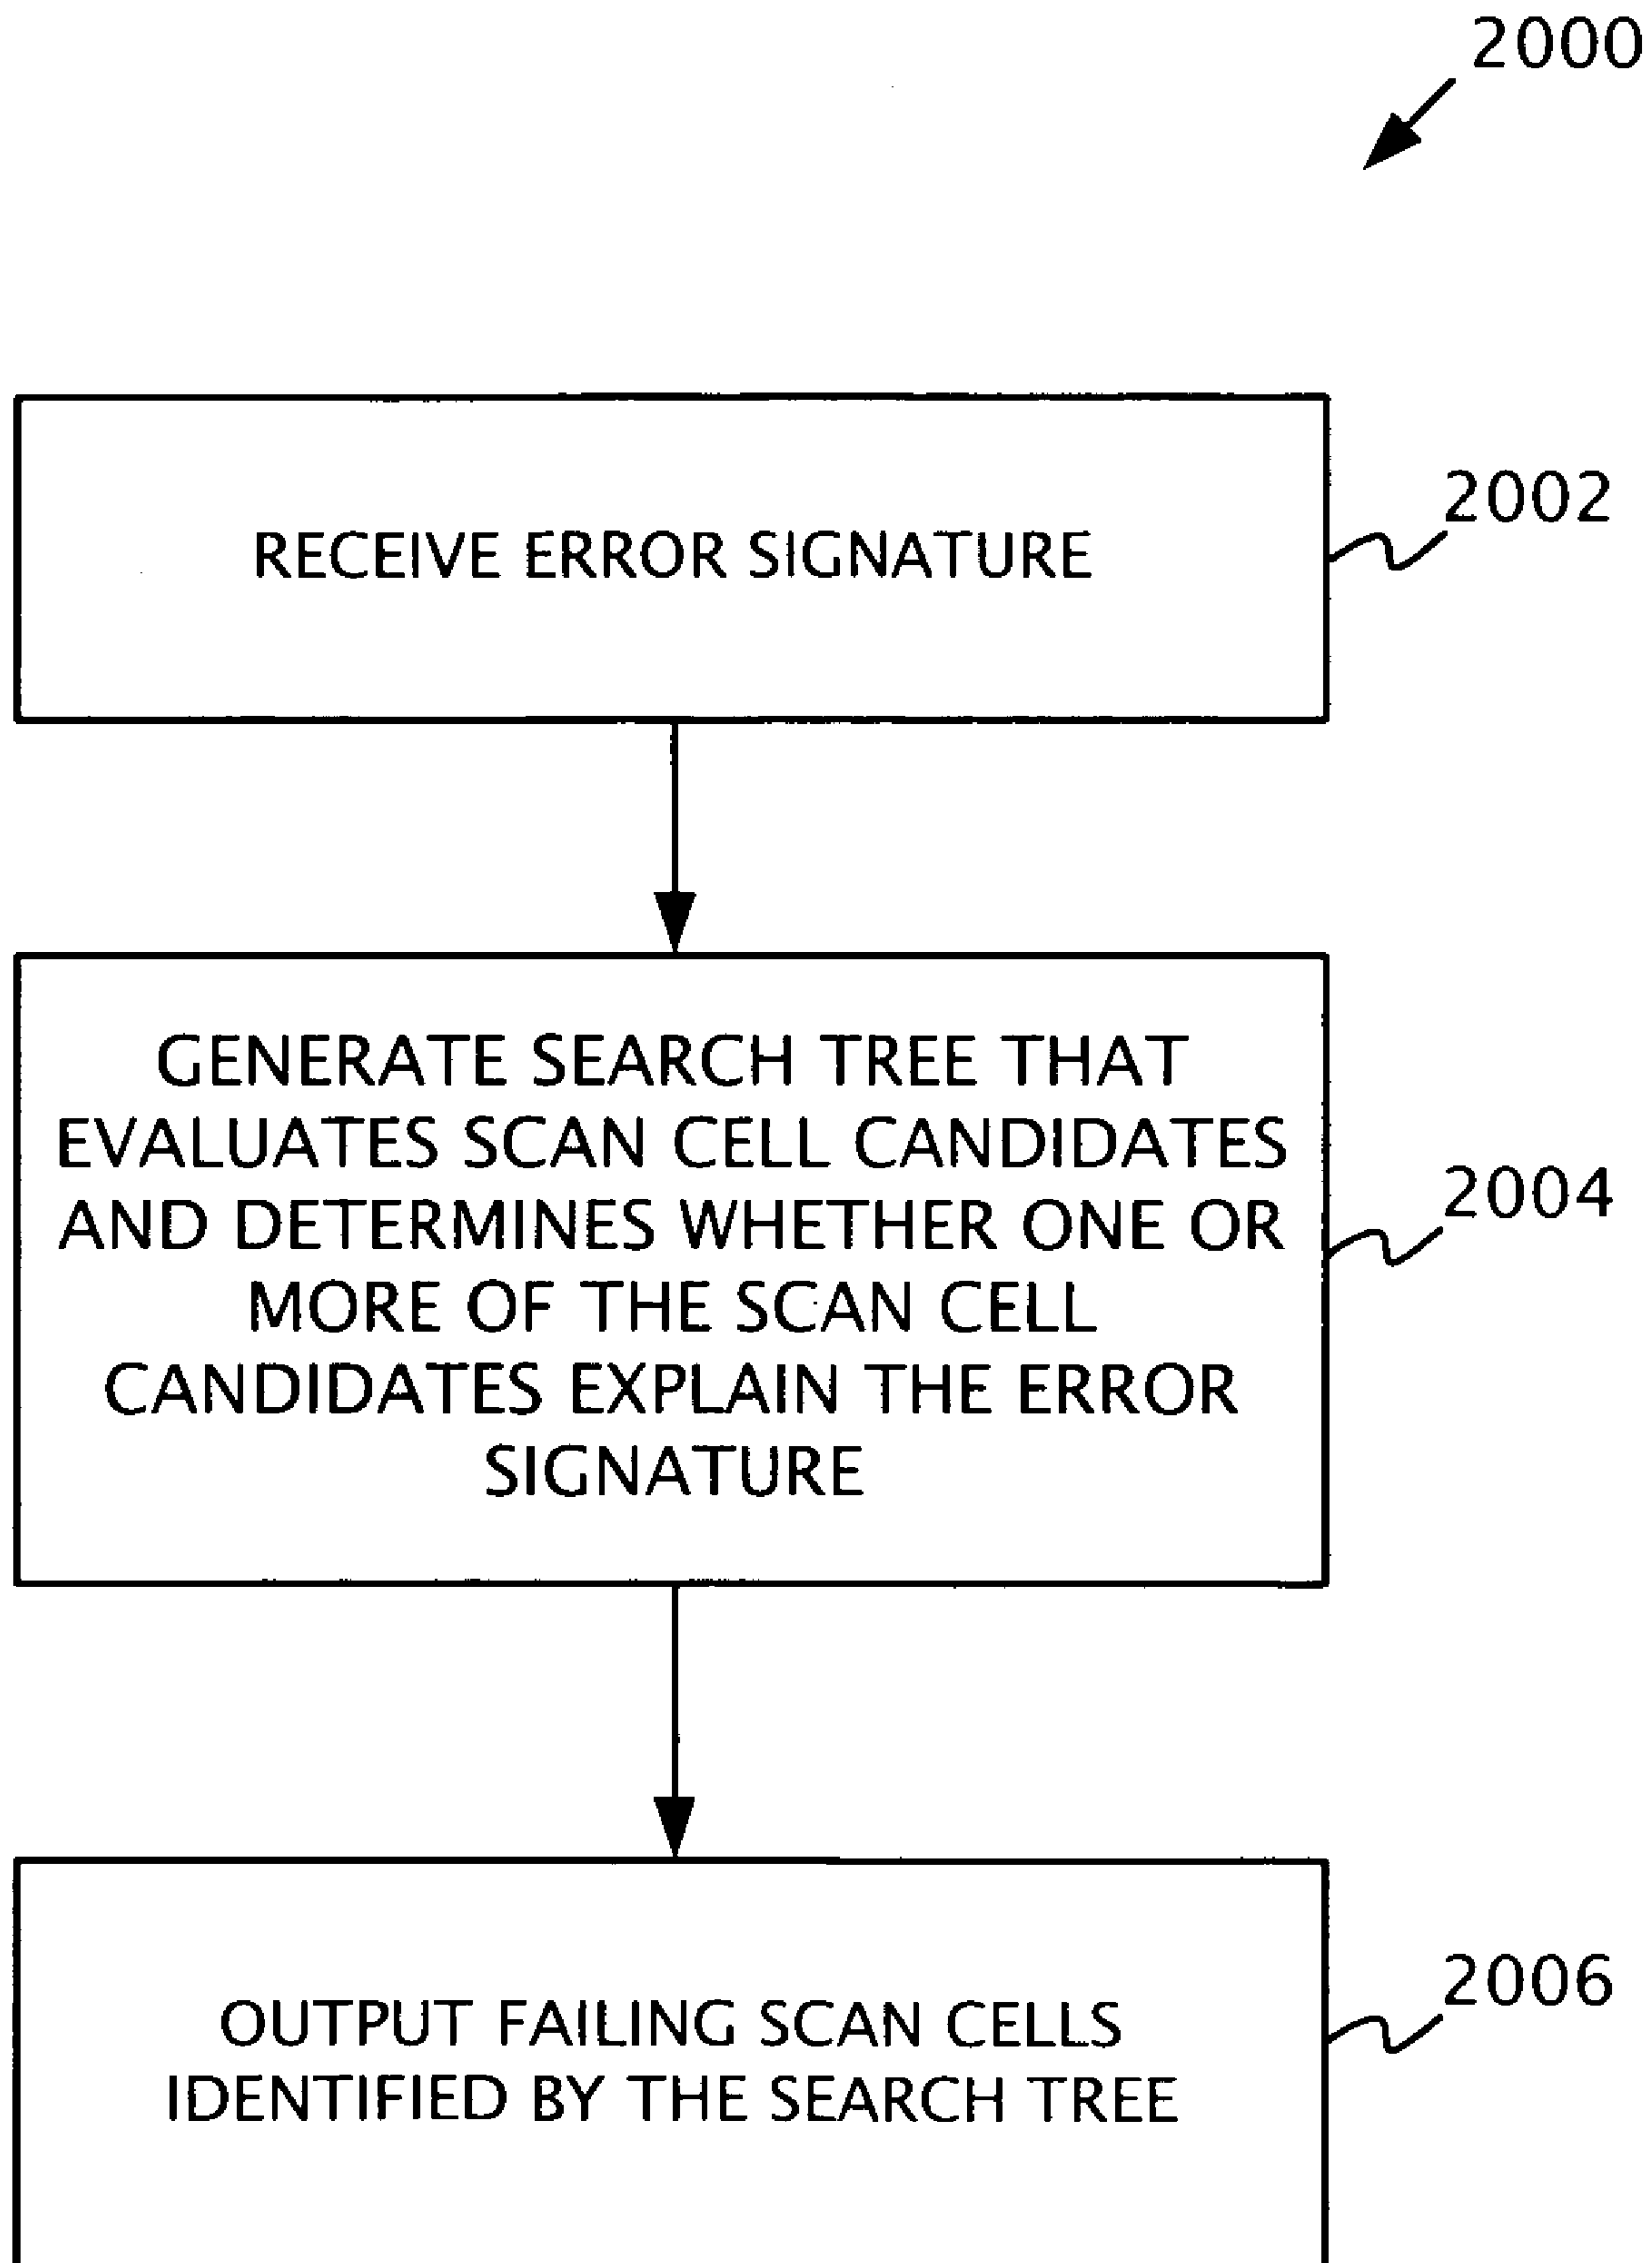 2000
RECEIVE ERROR SIGNATURE
2002
GENERATE SEARCH TREE THAT
EVALUATES SCAN CELL CANDIDATES
AND DETERMINES WHETHER ONE OR
MORE OF THE SCAN CELL
CANDIDATES EXPLAIN THE ERROR
SIGNATURE
2004
OUTPUT FAILING SCAN CELLS
IDENTIFIED BY THE SEARCH TREE
2006